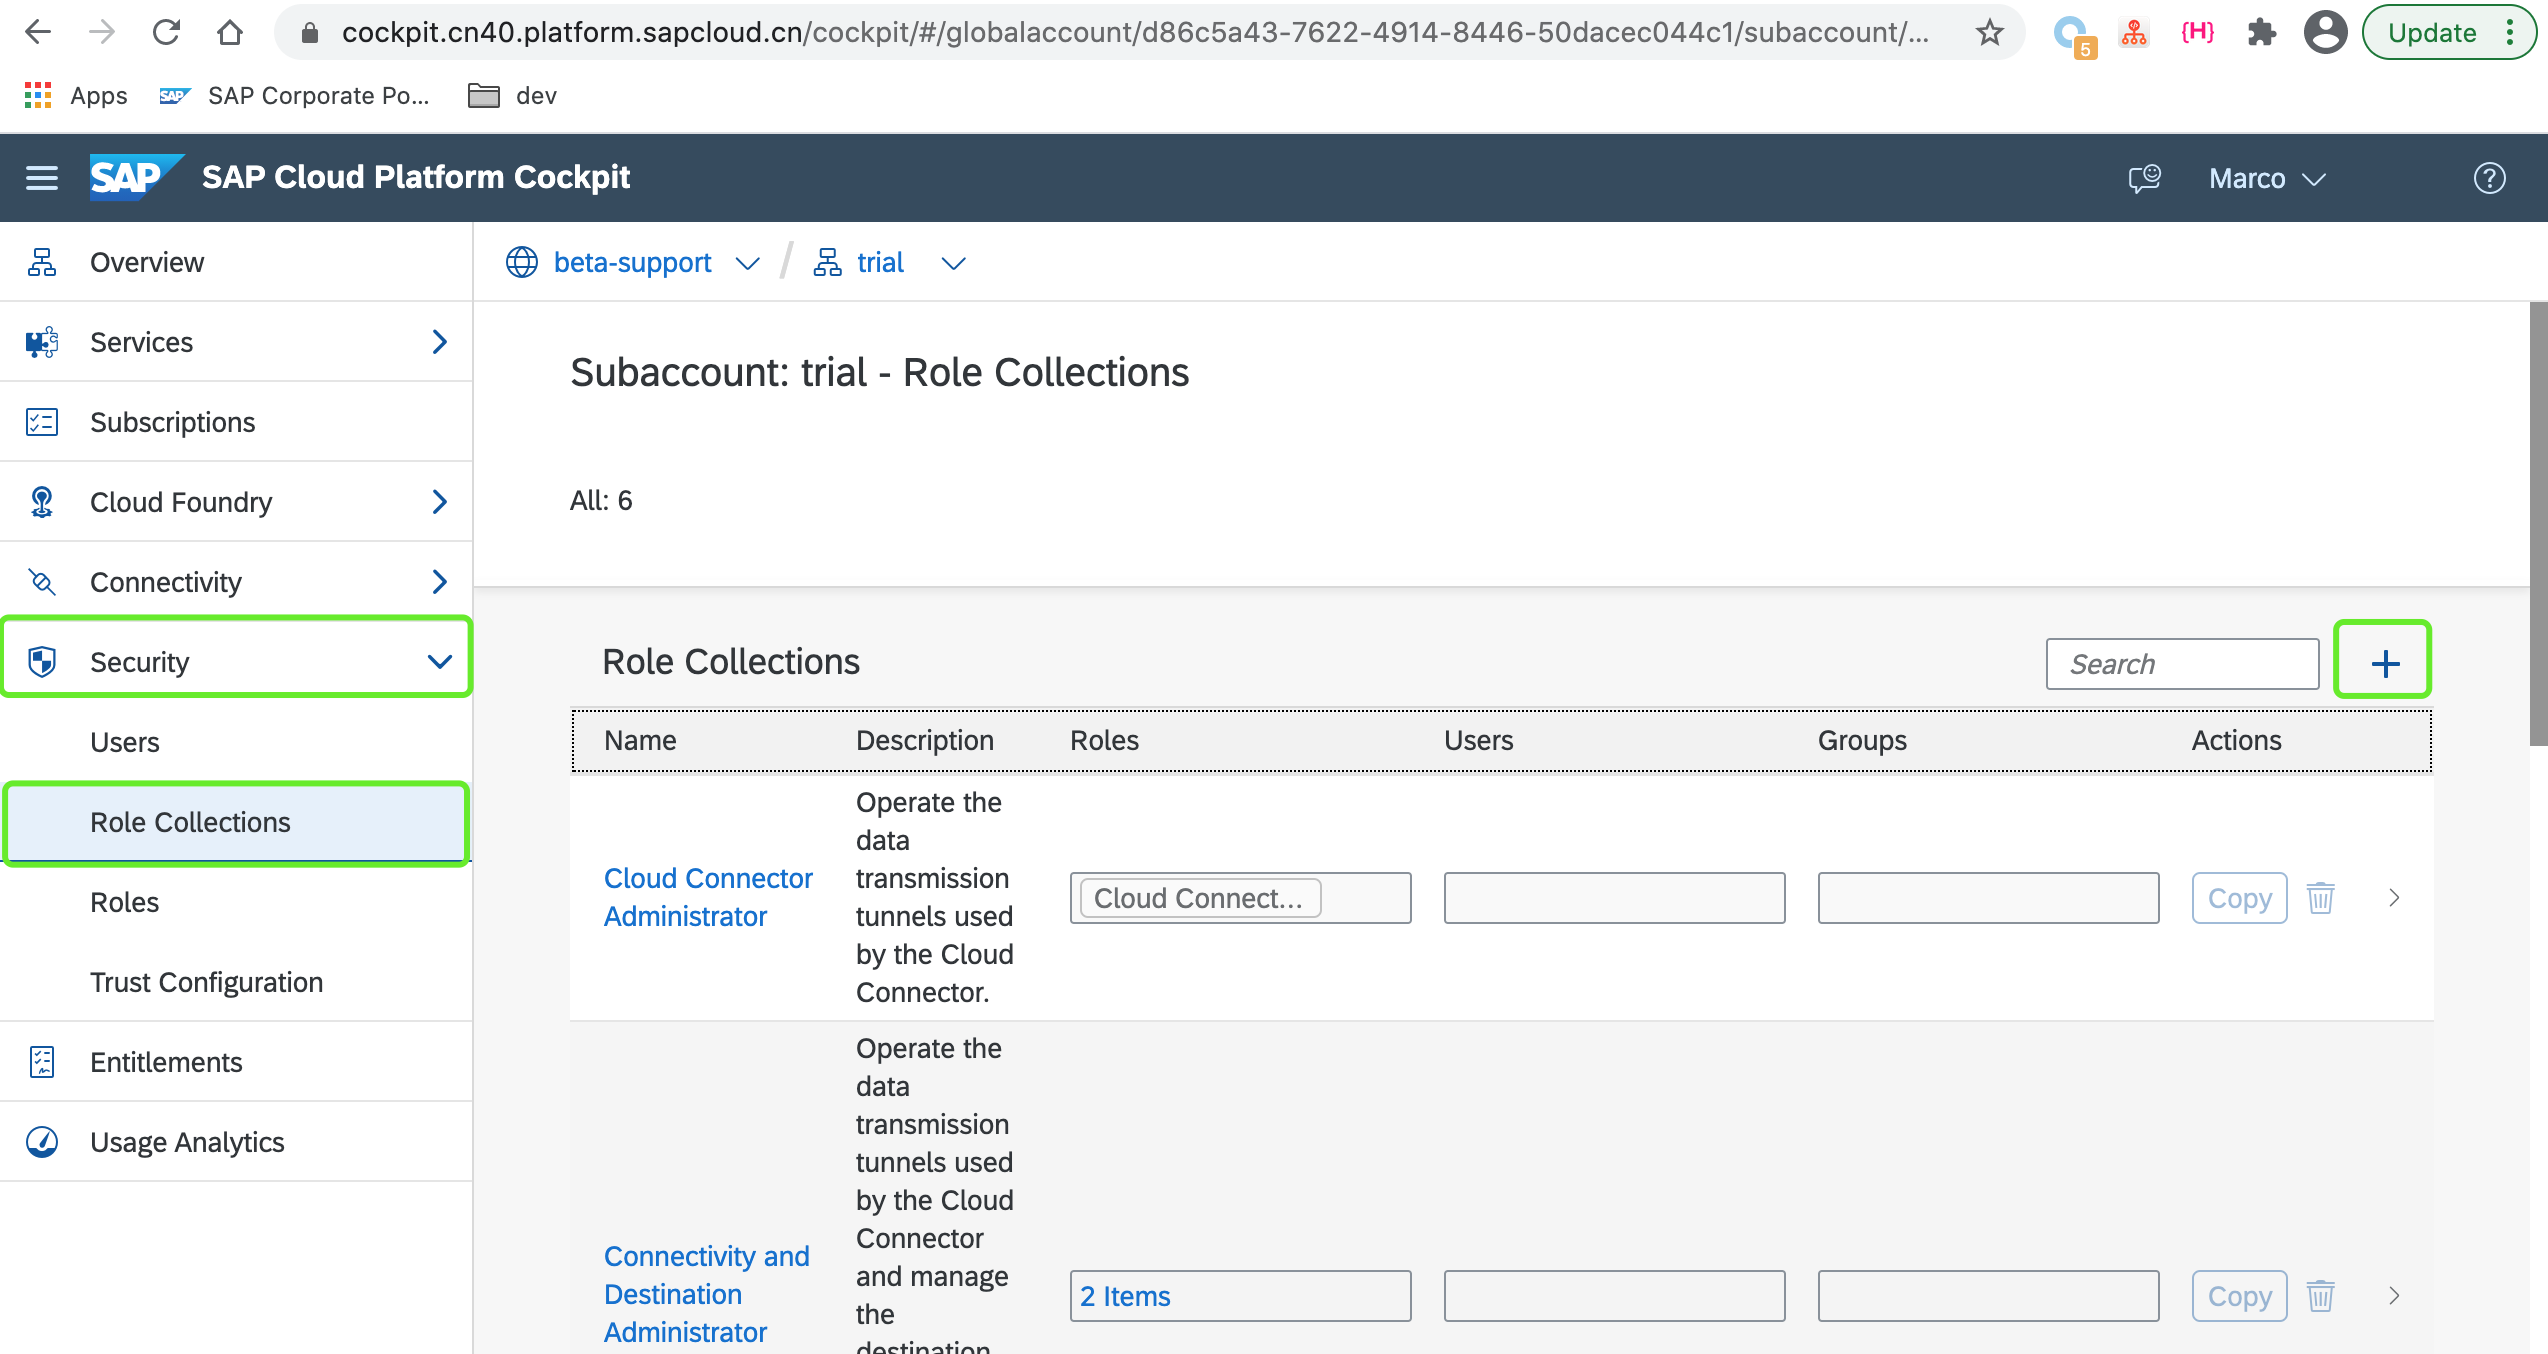 cockpit.cn40.platform.sapcloud.cn/cockpit/#/globalaccount/d86c5a43-7622-4914-8446-50dacec044c1/subaccount/...
5
{H}
Update
Apps
SAP
SAP Corporate Po...
dev
SAP
SAP Cloud Platform Cockpit
Marco
?
Overview
Services
Subscriptions
Cloud Foundry
Connectivity
Security
Users
Role Collections
Roles
Trust Configuration
Entitlements
Usage Analytics
beta-support / trial
Subaccount: trial - Role Collections
All: 6
Role Collections
Search
Name Description Roles Users Groups Actions
Cloud Connector
Administrator
Operate the
data
transmission
tunnels used
by the Cloud
Connector.
Cloud Connect...
Copy
Connectivity and
Destination
Administrator
Operate the
data
transmission
tunnels used
by the Cloud
Connector
and manage
the
destination
2 Items
Copy